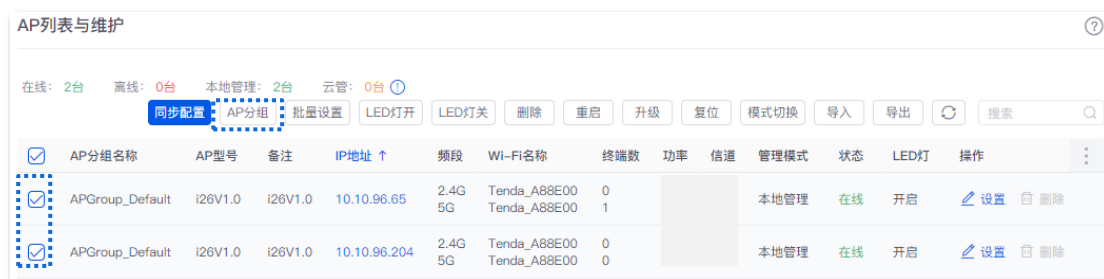 AP列表与维护
在线: 2台 离线: 0台 本地管理: 2台 云管: 0台
同步配置 AP分组 批量设置 LED灯开 LED灯关 删除 重启 升级 复位 模式切换 导入 导出 搜索
AP分组名称 AP型号 备注 IP地址 ↑ 频段 Wi-Fi名称 终端数 功率 信道 管理模式 状态 LED灯 操作
APGroup_Default i26V1.0 i26V1.0 10.10.96.65 2.4G Tenda_A88E00 0 本地管理 在线 开启 设置 删除
5G Tenda_A88E00 1
APGroup_Default i26V1.0 i26V1.0 10.10.96.204 2.4G Tenda_A88E00 0 本地管理 在线 开启 设置 删除
5G Tenda_A88E00 0